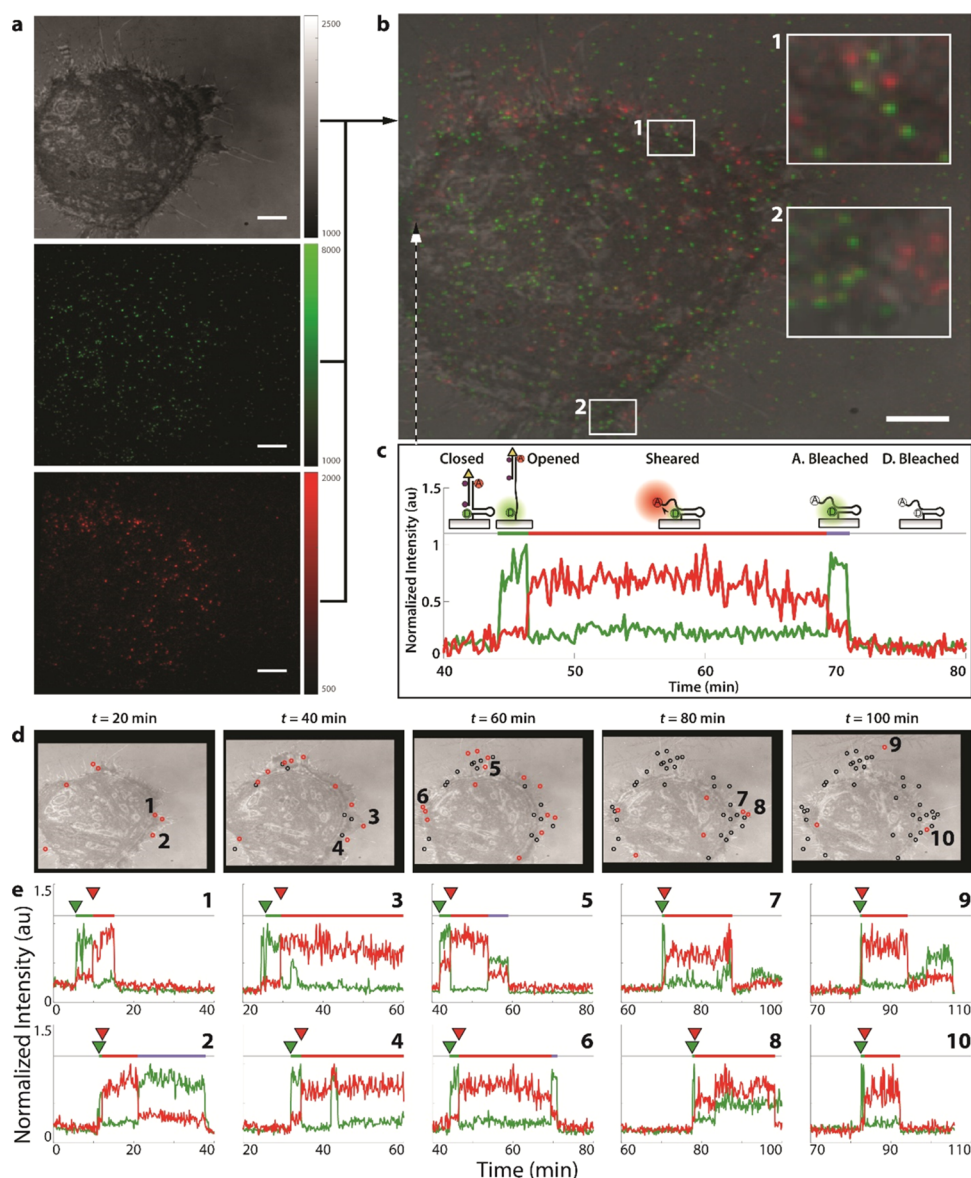 a
2500
1000
8000
1000
2000
500
b
1
1
2
2
c
Closed
Opened
Sheared
A. Bleached
D. Bleached
A
A
A
A
A
D
D
D
D
D
Normalized Intensity (au)
1.5
1
0.5
0
40
50
60
70
80
Time (min)
d
t = 20 min
t = 40 min
t = 60 min
t = 80 min
t = 100 min
1
2
3
4
5
6
7
8
9
10
e
Normalized Intensity (au)
1.5
0
1
0 20 40 60
3
20 40 60
5
40 60 80
7
60 80 100
9
70 90 110
1.5
0
2
0 20 40
4
20 40 60
6
40 60 80
8
60 80 100
10
70 90 110
Time (min)